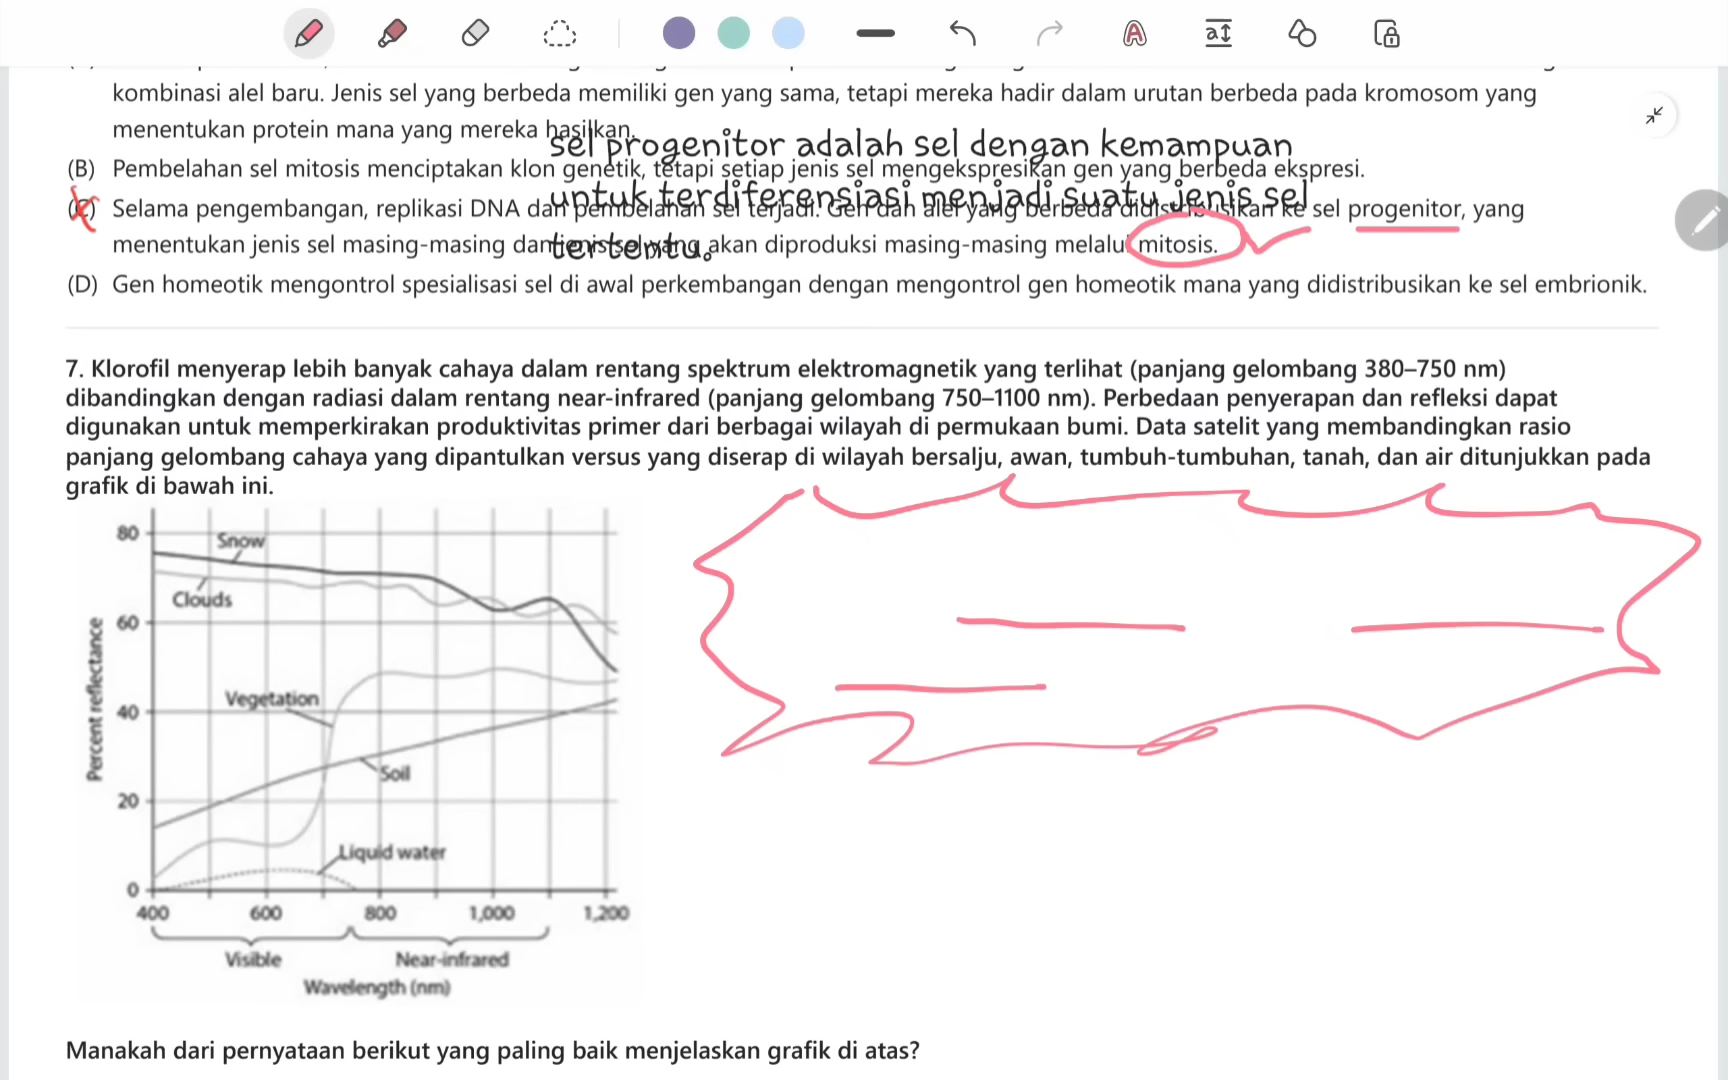 kombinasi alel baru. Jenis sel yang berbeda memiliki gen yang sama, tetapi mereka hadir dalam urutan berbeda pada kromosom yang
menentukan protein mana yang mereka hasilkan.
sel progenitor adalah sel dengan kemampuan
(B) Pembelahan sel mitosis menciptakan klon genetik, tetapi setiap jenis sel mengekspresikan gen yang berbeda ekspresi.
untuk terdiferensiasi menjadi suatu jenis sel
(C) Selama pengembangan, replikasi DNA dan pembelahan sel terjadi. Gen dan alel yang berbeda didistribusikan ke sel progenitor, yang
tertentu.
menentukan jenis sel masing-masing dan jenis sel yang akan diproduksi masing-masing melalui mitosis.
(D) Gen homeotik mengontrol spesialisasi sel di awal perkembangan dengan mengontrol gen homeotik mana yang didistribusikan ke sel embrionik.
7. Klorofil menyerap lebih banyak cahaya dalam rentang spektrum elektromagnetik yang terlihat (panjang gelombang 380–750 nm)
dibandingkan dengan radiasi dalam rentang near-infrared (panjang gelombang 750–1100 nm). Perbedaan penyerapan dan refleksi dapat
digunakan untuk memperkirakan produktivitas primer dari berbagai wilayah di permukaan bumi. Data satelit yang membandingkan rasio
panjang gelombang cahaya yang dipantulkan versus yang diserap di wilayah bersalju, awan, tumbuh-tumbuhan, tanah, dan air ditunjukkan pada
grafik di bawah ini.
80
Snow
Clouds
60
Percent reflectance
Vegetation
40
Soil
20
Liquid water
0
400 600 800 1,000 1,200
Visible Near-infrared
Wavelength (nm)
Manakah dari pernyataan berikut yang paling baik menjelaskan grafik di atas?